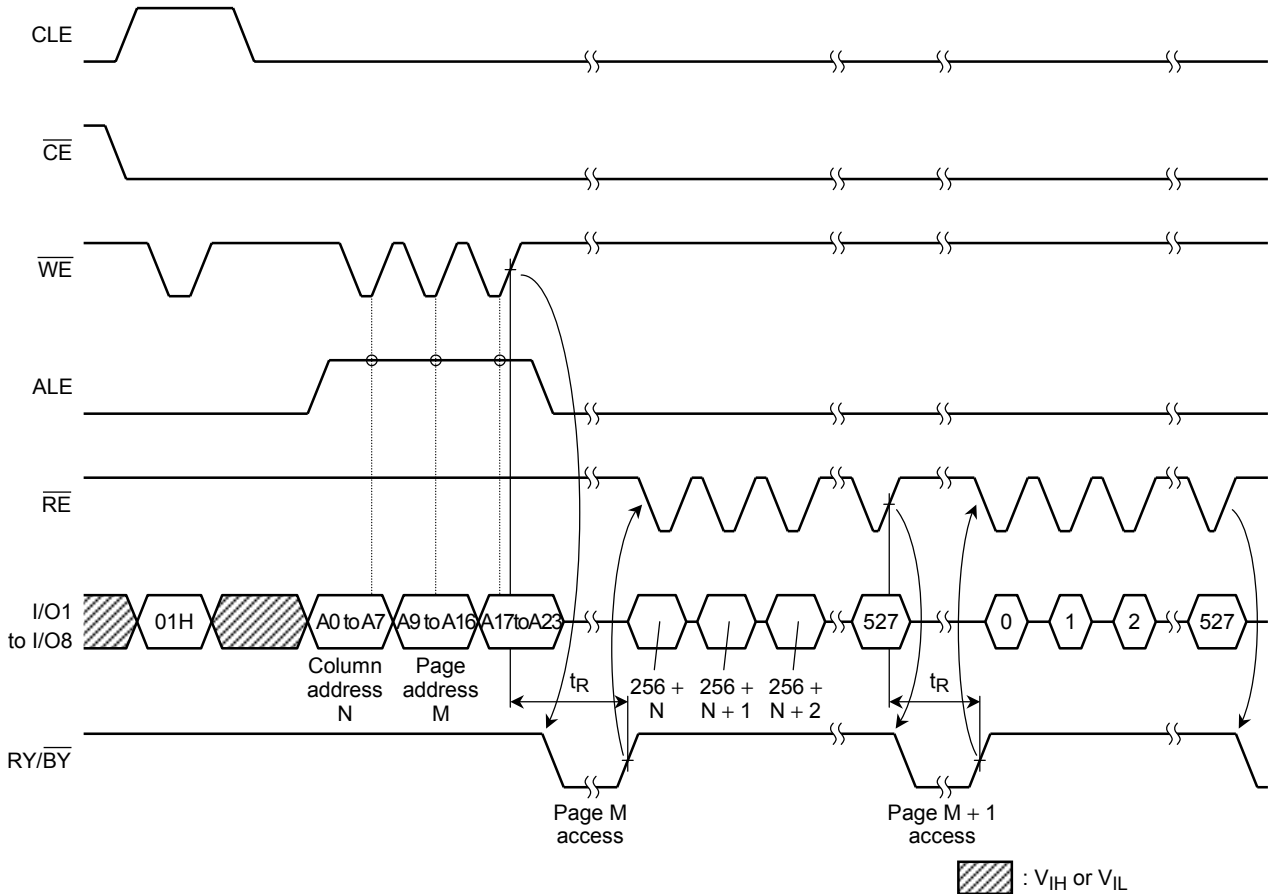 CLE
CE
WE
ALE
RE
I/O1
to I/O8
01H
A0 to A7
A9 to A16
A17 to A23
527
0
1
2
527
Column
address
N
Page
address
M
tR
256 +
N
256 +
N + 1
256 +
N + 2
tR
RY/BY
Page M
access
Page M + 1
access
: VIH or VIL